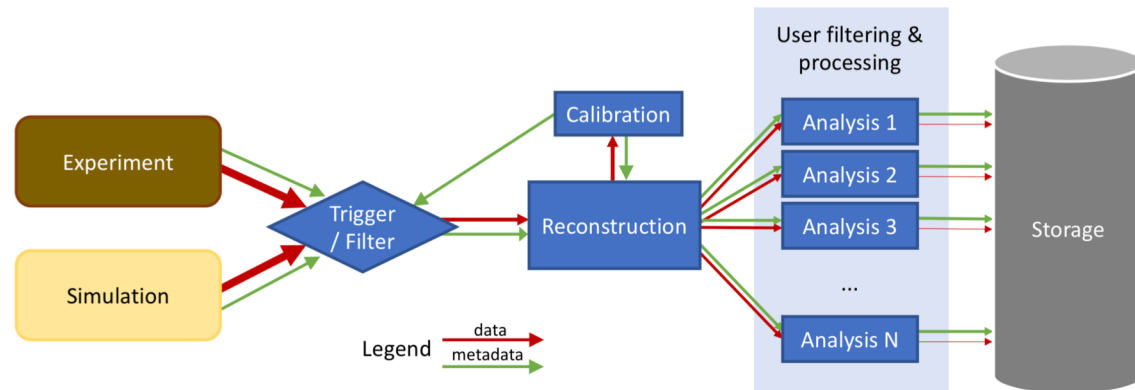 User filtering &
processing
Experiment
Simulation
Trigger
/ Filter
Calibration
Reconstruction
Analysis 1
Analysis 2
Analysis 3
...
Analysis N
Storage
Legend
data
metadata